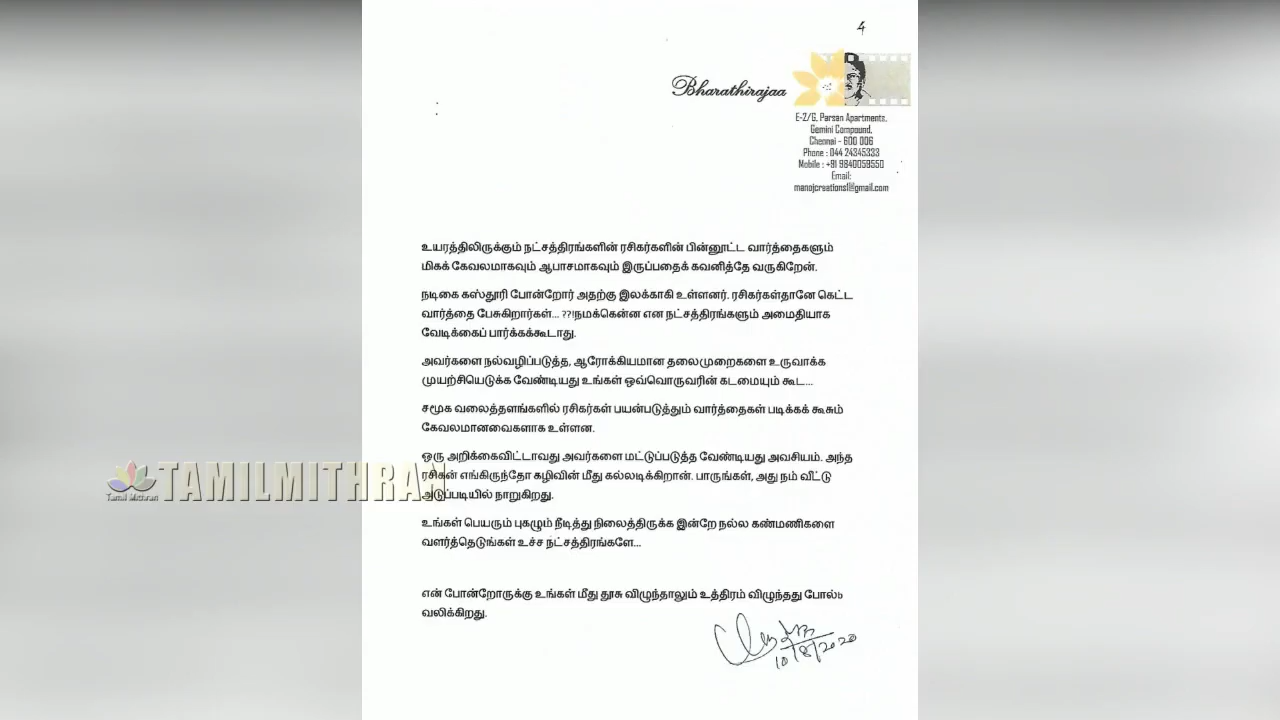 4
Bharathirajaa
E-2/G, Parsan Apartments,
Gemini Compound,
Chennai - 600 006
Phone : 044 24345333
Mobile : +91 9840059550
Email:
manojcreations1@gmail.com
உயரத்திலிருக்கும் நட்சத்திரங்களின் ரசிகர்களின் பின்னூட்ட வார்த்தைகளும்
மிகக் கேவலமாகவும் ஆபாசமாகவும் இருப்பதைக் கவனித்தே வருகிறேன்.
நடிகை கஸ்தூரி போன்றோர் அதற்கு இலக்காகி உள்ளனர். ரசிகர்கள்தானே கெட்ட
வார்த்தை பேசுகிறார்கள்... ??!நமக்கென்ன என நட்சத்திரங்களும் அமைதியாக
வேடிக்கைப் பார்க்கக்கூடாது.
அவர்களை நல்வழிப்படுத்த, ஆரோக்கியமான தலைமுறைகளை உருவாக்க
முயற்சியெடுக்க வேண்டியது உங்கள் ஒவ்வொருவரின் கடமையும் கூட...
சமூக வலைத்தளங்களில் ரசிகர்கள் பயன்படுத்தும் வார்த்தைகள் படிக்கக் கூசும்
கேவலமானவைகளாக உள்ளன.
ஒரு அறிக்கைவிட்டாவது அவர்களை மட்டுப்படுத்த வேண்டியது அவசியம். அந்த
ரசிகன் எங்கிருந்தோ கழிவின் மீது கல்லடிக்கிறான். பாருங்கள், அது நம் வீட்டு
அடுப்படியில் நாறுகிறது.
TAMILMITHRAN
Tamil Mithran
உங்கள் பெயரும் புகழும் நீடித்து நிலைத்திருக்க இன்றே நல்ல கண்மணிகளை
வளர்த்தெடுங்கள் உச்ச நட்சத்திரங்களே...
என் போன்றோருக்கு உங்கள் மீது தூசு விழுந்தாலும் உத்திரம் விழுந்தது போல்b
வலிக்கிறது.
10/8/2020